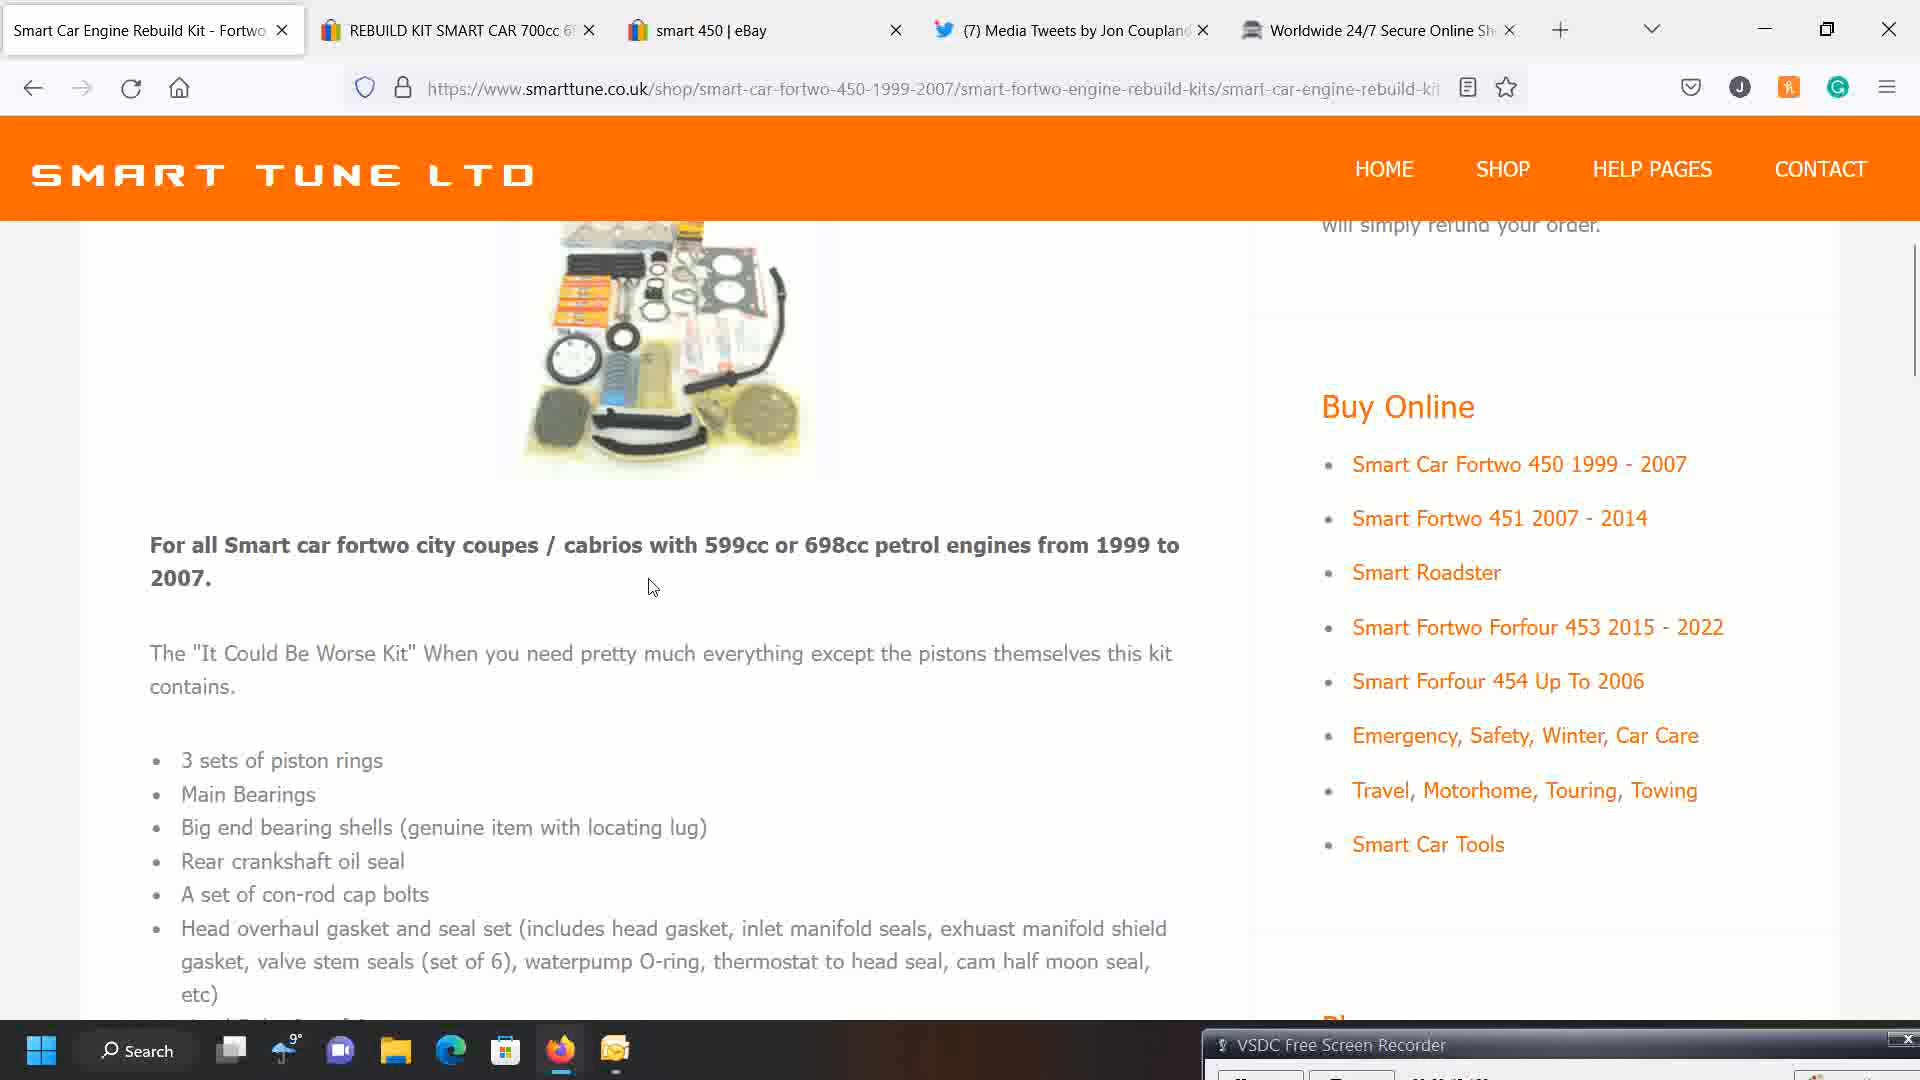 Smart Car Engine Rebuild Kit - Fortwo
REBUILD KIT SMART CAR 700cc 6
smart 450 | eBay
(7) Media Tweets by Jon Coupland
Worldwide 24/7 Secure Online Sh
https://www.smarttune.co.uk/shop/smart-car-fortwo-450-1999-2007/smart-fortwo-engine-rebuild-kits/smart-car-engine-rebuild-kit
J
SMART TUNE LTD
HOME
SHOP
HELP PAGES
CONTACT
will simply refund your order.
For all Smart car fortwo city coupes / cabrios with 599cc or 698cc petrol engines from 1999 to
2007.
The "It Could Be Worse Kit" When you need pretty much everything except the pistons themselves this kit
contains.
• 3 sets of piston rings
• Main Bearings
• Big end bearing shells (genuine item with locating lug)
• Rear crankshaft oil seal
• A set of con-rod cap bolts
• Head overhaul gasket and seal set (includes head gasket, inlet manifold seals, exhuast manifold shield
gasket, valve stem seals (set of 6), waterpump O-ring, thermostat to head seal, cam half moon seal,
etc)
Buy Online
• Smart Car Fortwo 450 1999 - 2007
• Smart Fortwo 451 2007 - 2014
• Smart Roadster
• Smart Fortwo Forfour 453 2015 - 2022
• Smart Forfour 454 Up To 2006
• Emergency, Safety, Winter, Car Care
• Travel, Motorhome, Touring, Towing
• Smart Car Tools
Search
9°
VSDC Free Screen Recorder